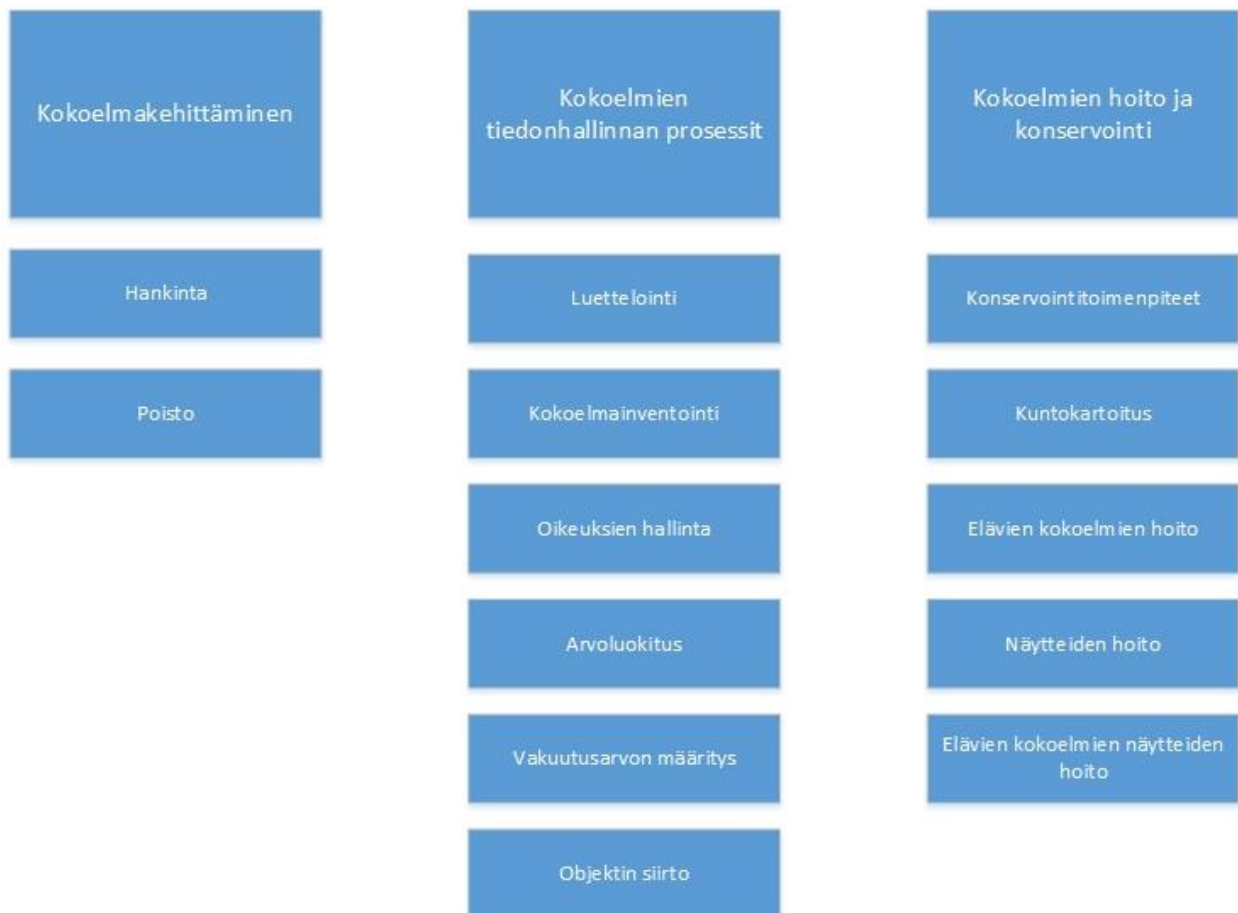 Kokoelmakehittäminen
Hankinta
Poisto
Kokoelmien
tiedonhallinnan prosessit
Luettelointi
Kokoelmainventointi
Oikeuksien hallinta
Arvoluokitus
Vakuutusarvon määritys
Objektin siirto
Kokoelmien hoito ja
konservointi
Konservointitoimenpiteet
Kuntokartoitus
Elävien kokoelmien hoito
Näytteiden hoito
Elävien kokoelmien näytteiden
hoito